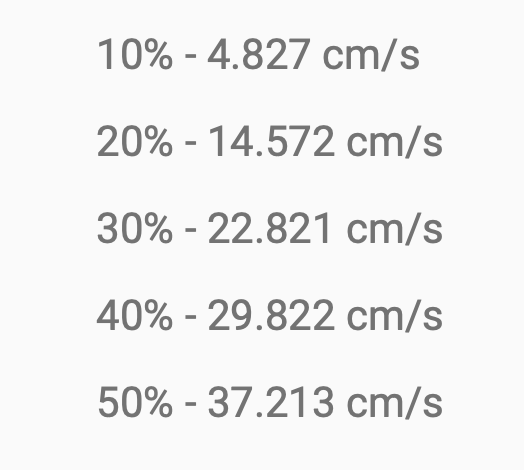 10% - 4.827 cm/s
20% - 14.572 cm/s
30% - 22.821 cm/s
40% - 29.822 cm/s
50% - 37.213 cm/s